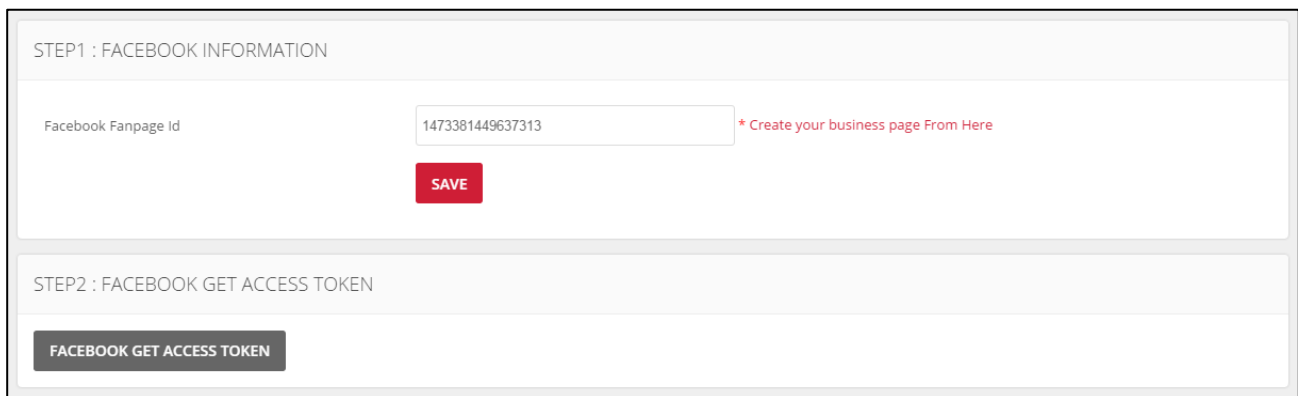 STEP1 : FACEBOOK INFORMATION
Facebook Fanpage Id 1473381449637313 * Create your business page From Here
SAVE
STEP2 : FACEBOOK GET ACCESS TOKEN
FACEBOOK GET ACCESS TOKEN